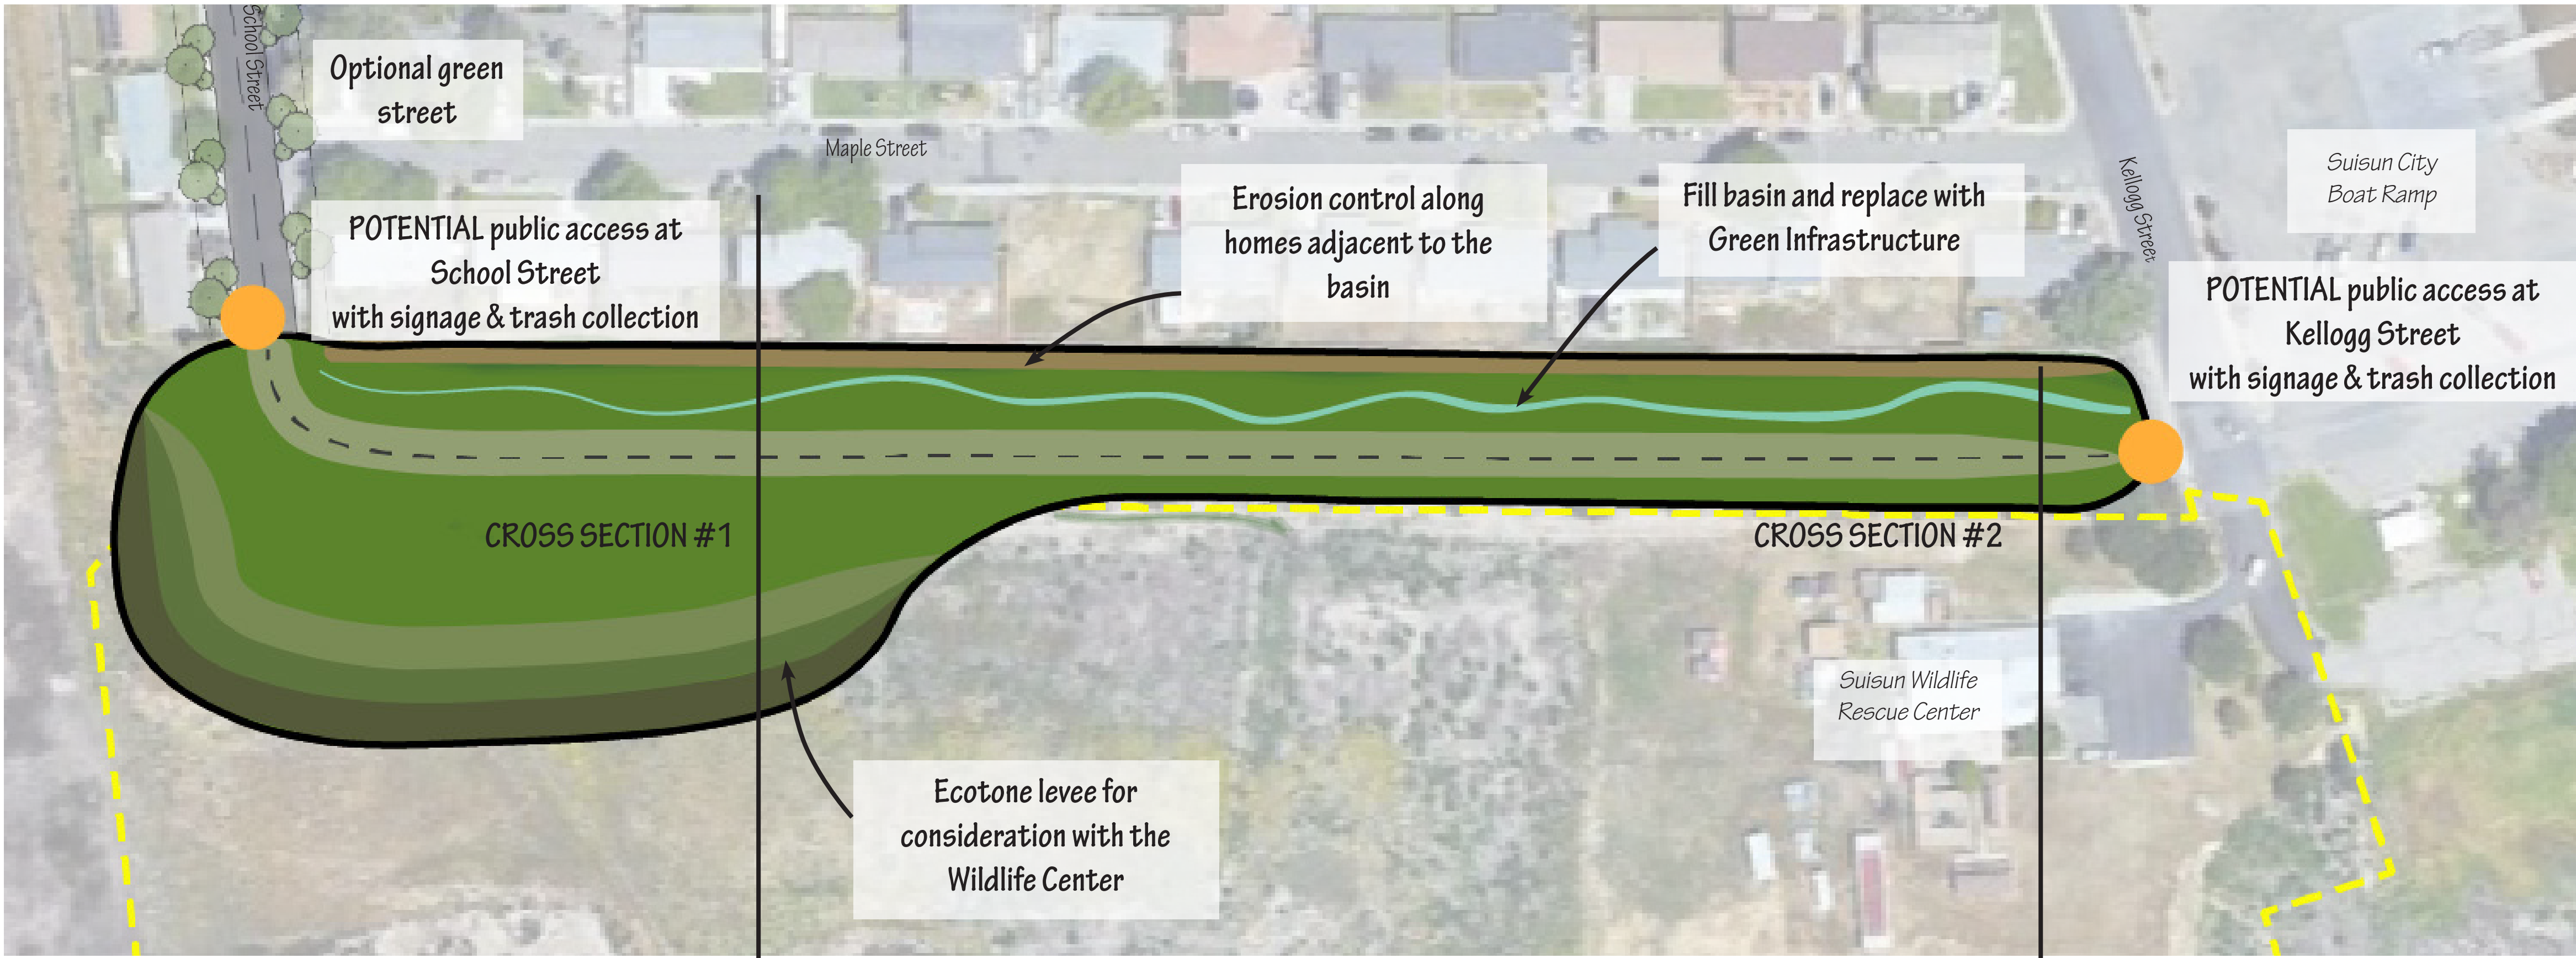 School Street
Optional green
street
Maple Street
POTENTIAL public access at
School Street
with signage & trash collection
Erosion control along
homes adjacent to the
basin
Fill basin and replace with
Green Infrastructure
Kellogg Street
Suisun City
Boat Ramp
POTENTIAL public access at
Kellogg Street
with signage & trash collection
CROSS SECTION #1
CROSS SECTION #2
Suisun Wildlife
Rescue Center
Ecotone levee for
consideration with the
Wildlife Center